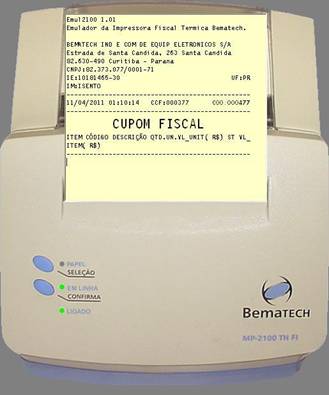 Emul2100 1.01
Emulador da Impressora Fiscal Termica Bematech.
BEMATECH IND E COM DE EQUIP ELETRONICOS S/A
Estrada de Santa Candida, 263 Santa Candida
82.630-490 Curitiba - Parana
CNPJ:82.373.077/0001-71
IE:10181465-30 UF:PR
IM:ISENTO
11/04/2011 01:10:14 CCF:000377 COO:000477
CUPOM FISCAL
ITEM CÓDIGO DESCRIÇÃO QTD.UN.VL_UNIT( R$) ST VL_
ITEM( R$)
PAPEL
SELEÇÃO
EM LINHA
CONFIRMA
LIGADO
BEMATECH
MP-2100 TH FI